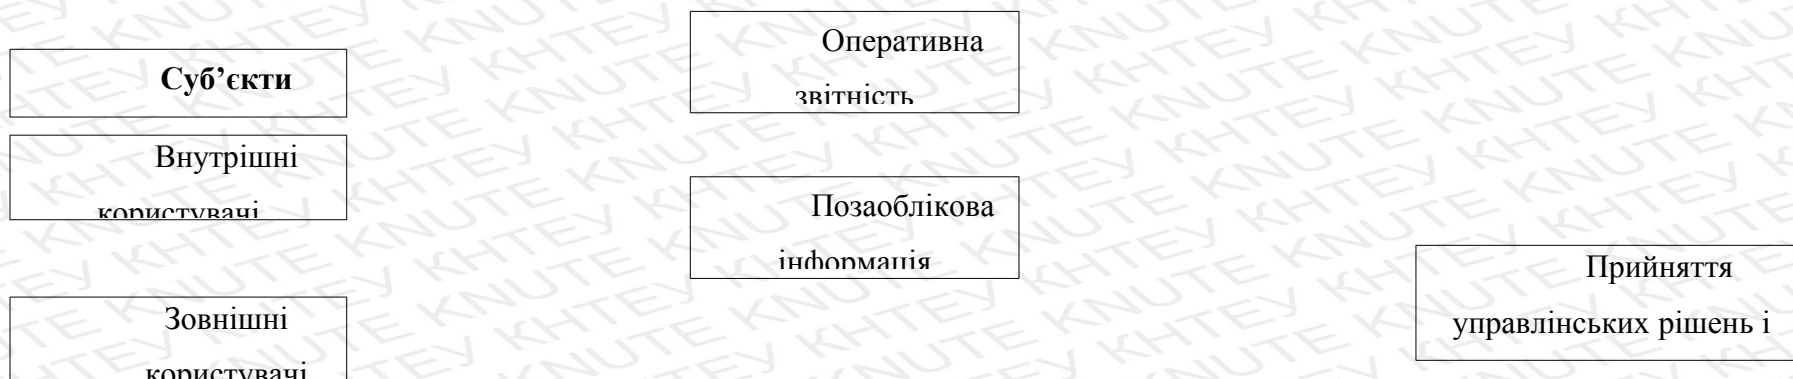 Суб’єкти
Внутрішні
користувачі
Зовнішні
користувачі
Оперативна
звітність
Позаоблікова
інформація
Прийняття
управлінських рішень і